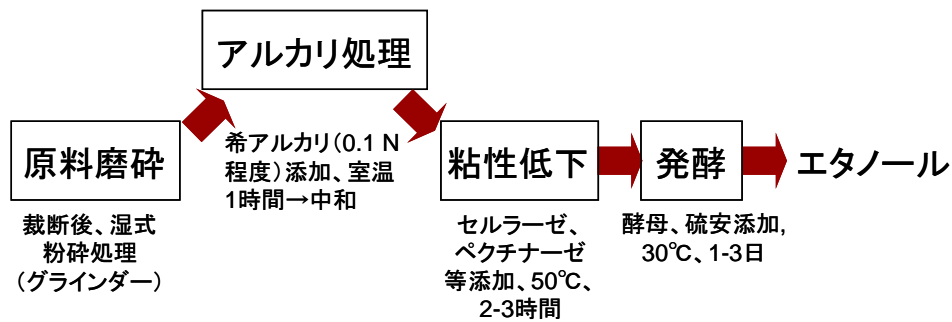 アルカリ処理
原料磨砕
裁断後、湿式
粉砕処理
（グラインダー）
希アルカリ（0.1 N
程度）添加、室温
1時間→中和
粘性低下
セルラーゼ、
ペクチナーゼ
等添加、50℃、
2-3時間
発酵
酵母、硫安添加,
30℃、1-3日
エタノール